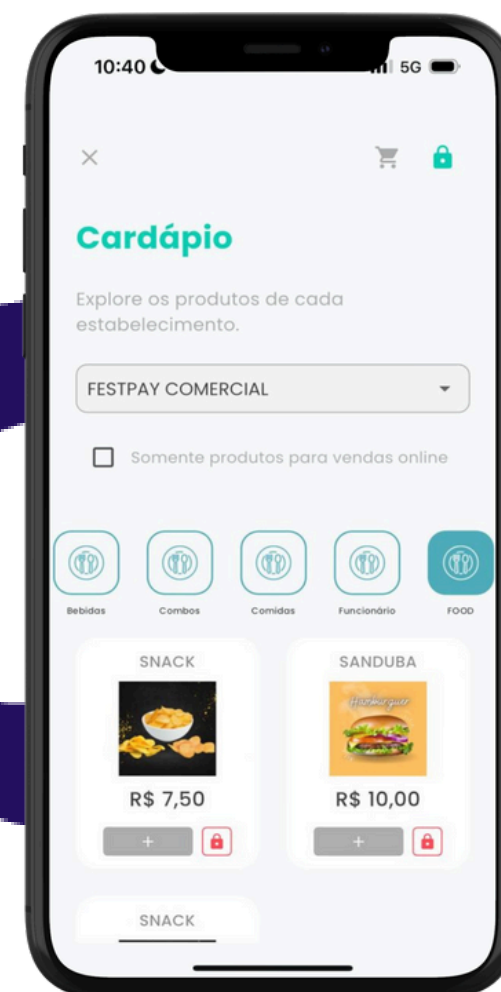 10:40
5G
Cardápio
Explore os produtos de cada
estabelecimento.
FESTPAY COMERCIAL
Somente produtos para vendas online
Bebidas Combos Comidas Funcionário FOOD
SNACK SANDUBA
Hamburguer
R$ 7,50 R$ 10,00
+ +
SNACK